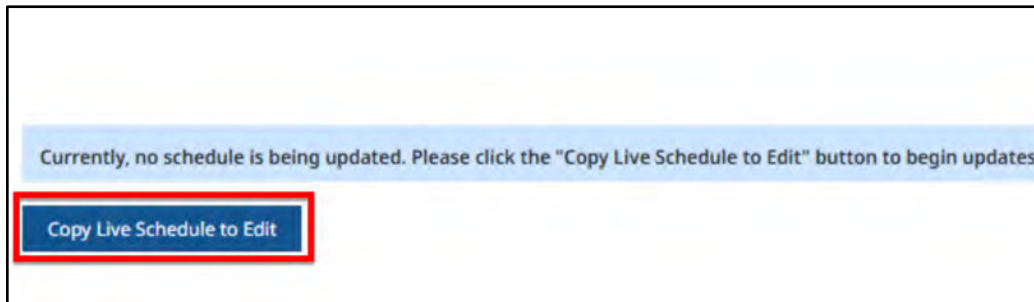 Currently, no schedule is being updated. Please click the "Copy Live Schedule to Edit" button to begin updates
Copy Live Schedule to Edit